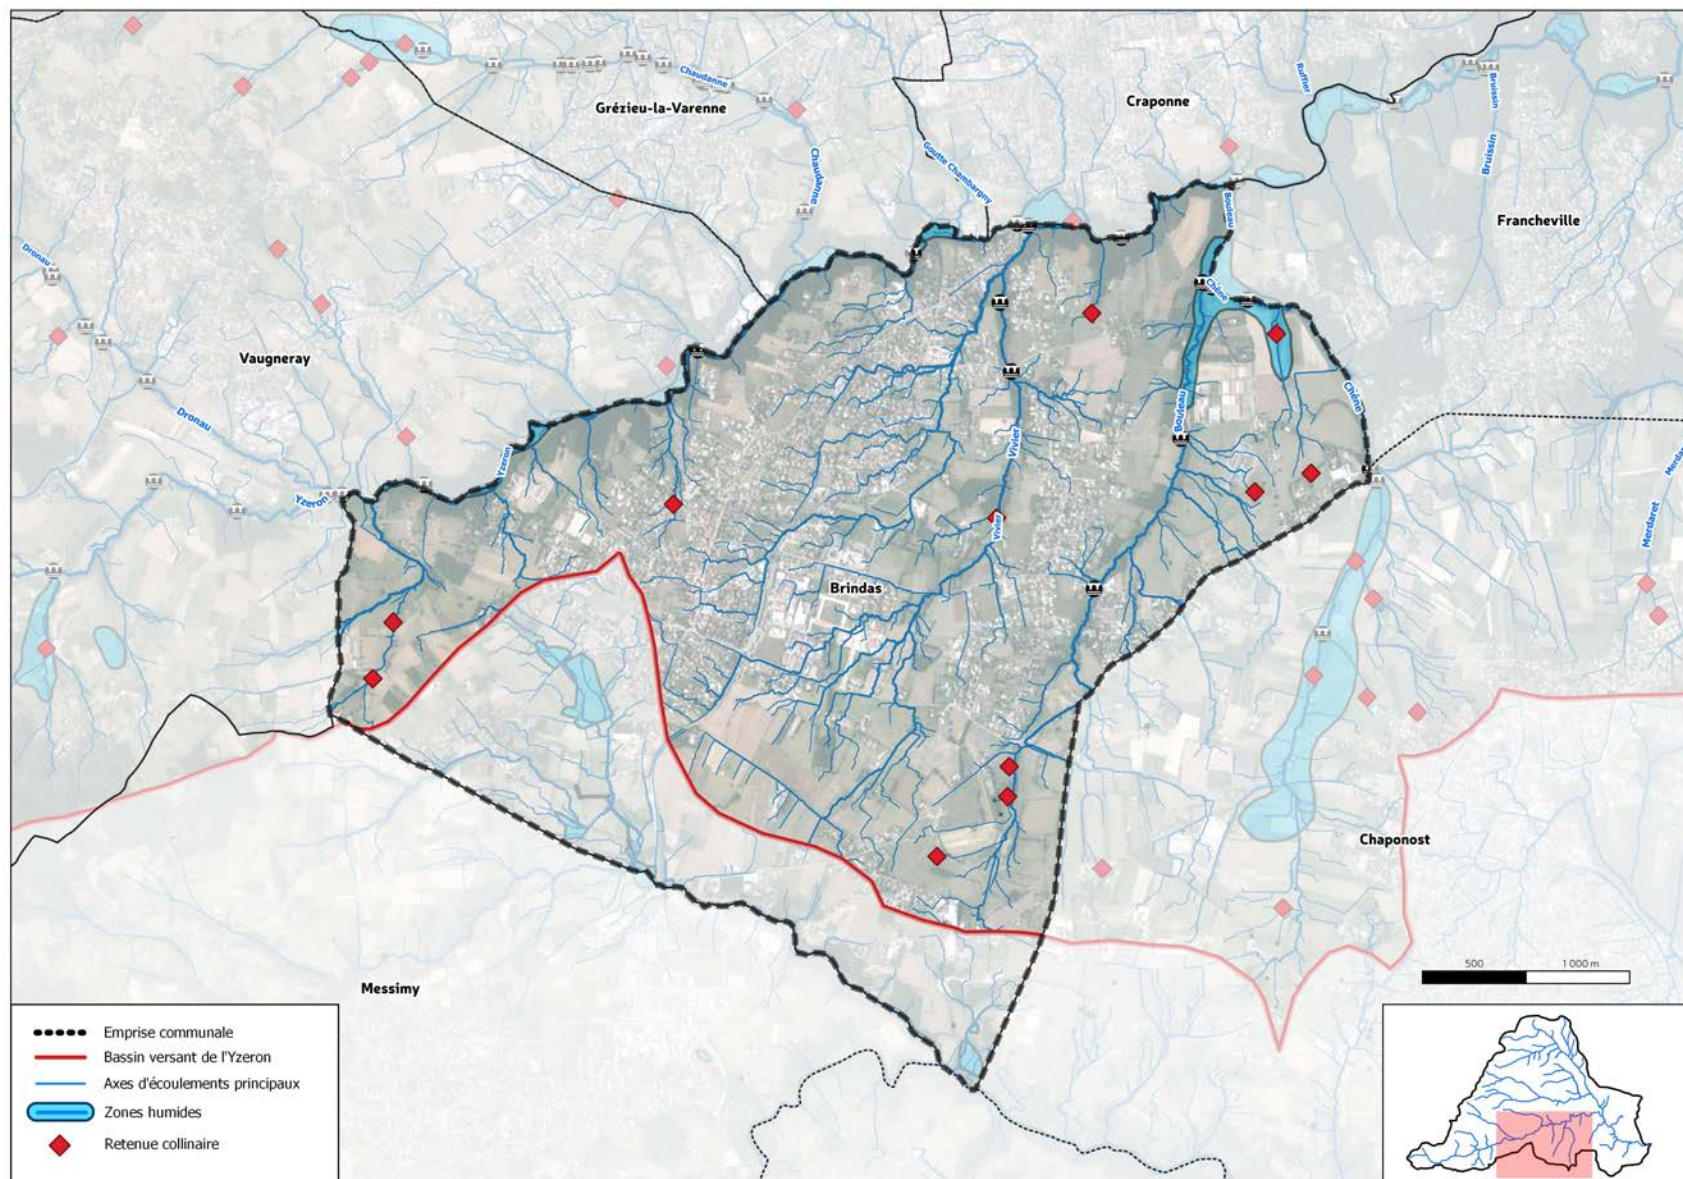 Chaudanne
Grézieu-la-Varenne
Craponne
Ruffier
Bruissin
Bruissin
Chaudanne
Goutte Chambargny
Bouleau
Francheville
Dronau
Chêne
Vaugneray
Chêne
Dronau
Bouleau
Vivier
Yzeron
Yzeron
Merdaret
Vivier
Brindas
Chaponost
500
1 000 m
Messimy
Emprise communale
Bassin versant de l'Yzeron
Axes d'écoulements principaux
Zones humides
Retenue collinaire